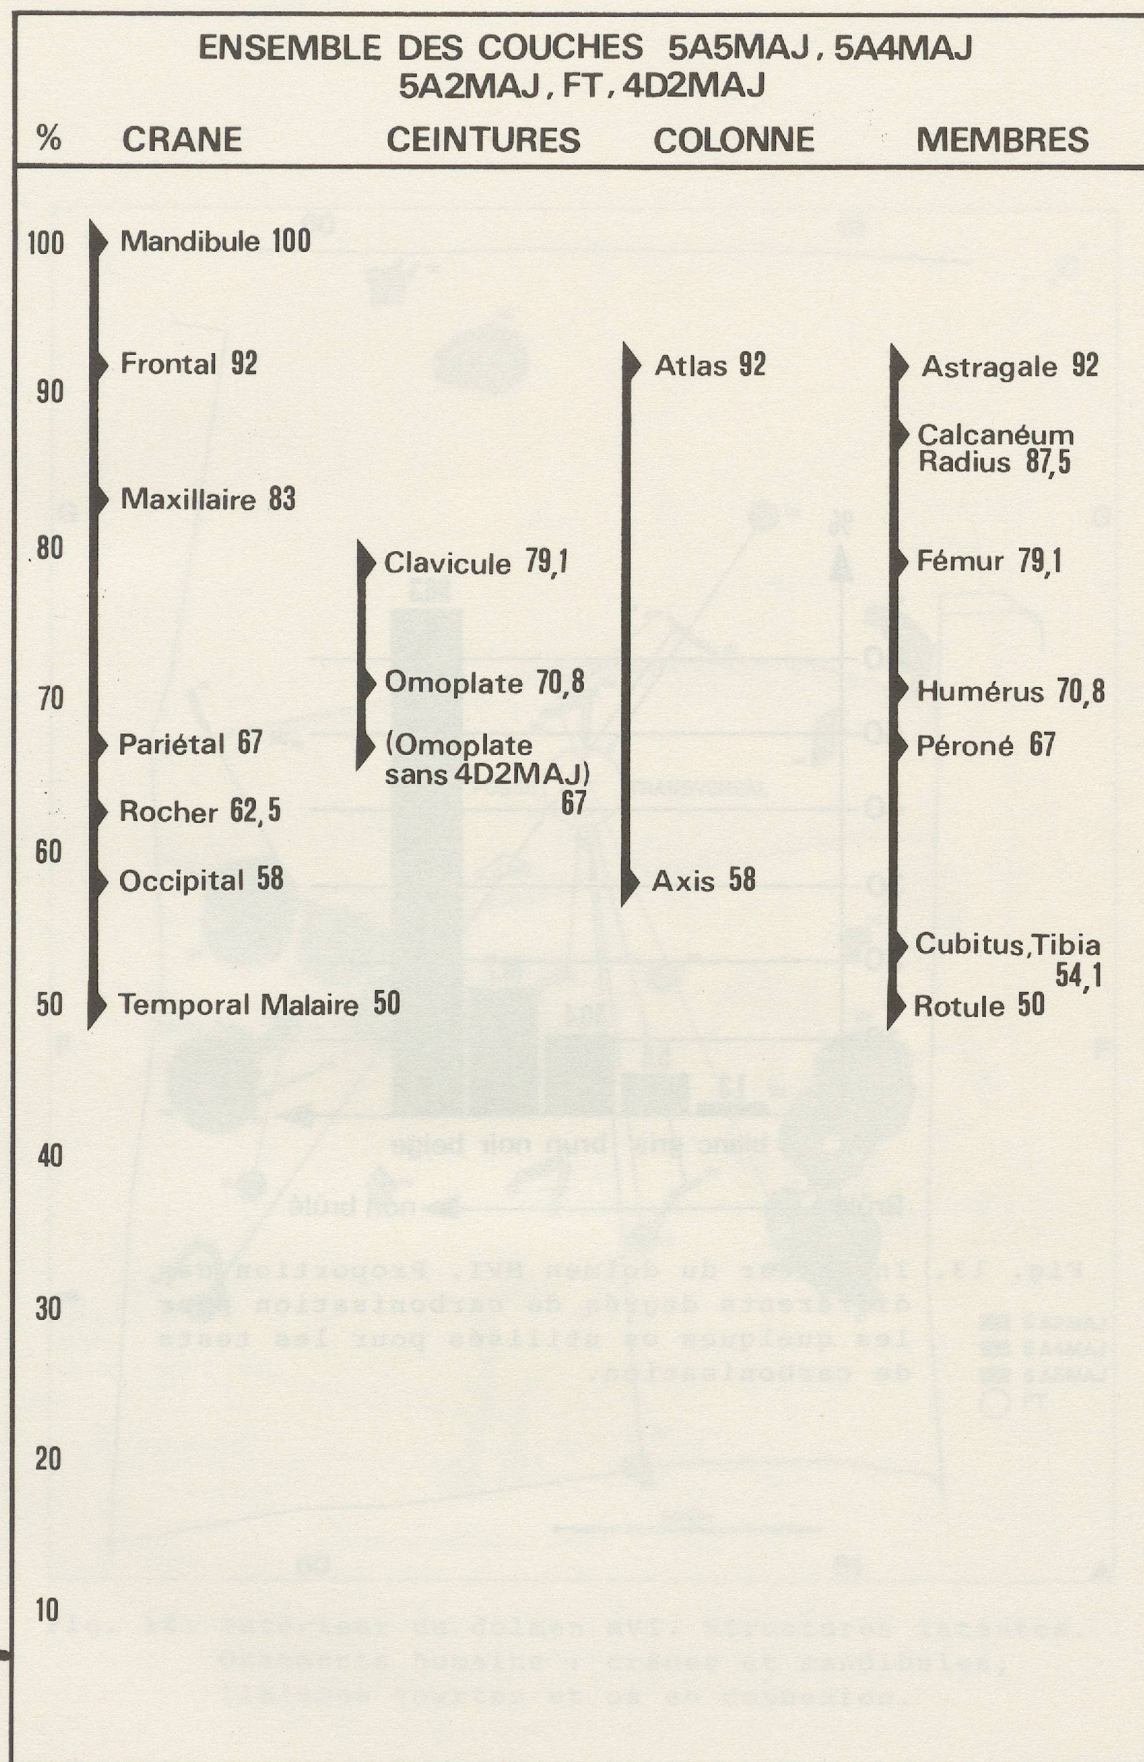 ENSEMBLE DES COUCHES 5A5MAJ, 5A4MAJ
5A2MAJ, FT, 4D2MAJ
% CRANE CEINTURES COLONNE MEMBRES
100 Mandibule 100
Frontal 92 Atlas 92 Astragale 92
90
Calcanéum
Radius 87,5
Maxillaire 83
80
Clavicule 79,1 Fémur 79,1
70 Omoplate 70,8 Humérus 70,8
Pariétal 67 (Omoplate Péroné 67
sans 4D2MAJ)
67
Rocher 62,5
60
Occipital 58 Axis 58
Cubitus,Tibia
54,1
50 Temporal Malaire 50 Rotule 50
40
30
20
10